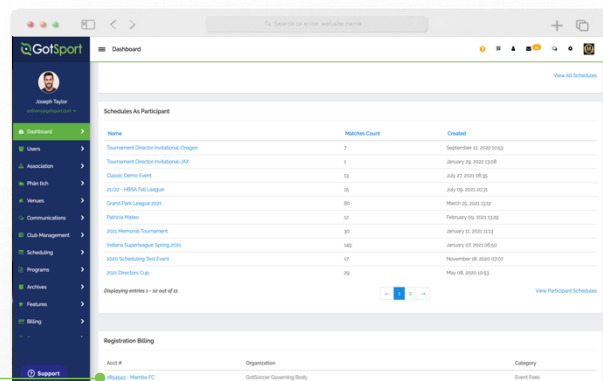 Search or enter website name
GotSport
Dashboard
View All Schedules
Joseph Taylor
Dashboard
Users
Association
Phân tích
Venues
Communications
Club Management
Scheduling
Programs
Archives
Features
Billing
Support
Schedules As Participant
Name Matches Count Created
Tournament Director Invitational-Oregon 7 September 12, 2022 10:53
Tournament Director Invitational-JAX 1 January 29, 2022 13:08
Classic Demo Event 13 July 27, 2021 08:35
21/22 - HBSA Fall League 15 July 09, 2021 20:31
Grand Park League 2021 80 March 25, 2021 13:12
Patricia Mateo 12 February 09, 2021 13:29
2021 Memorial Tournament 30 January 11, 2021 11:13
Indiana Superleague Spring 2021 149 January 07, 2021 06:50
2020 Scheduling Test Event 17 November 18, 2020 07:07
2021 Directors Cup 29 May 08, 2020 10:53
Displaying entries 1 - 10 out of 11
← 1 2 →
View Participant Schedules
Registration Billing
Acct # Organization Category
- Mamba FC GotSoccer Governing Body Event Fees